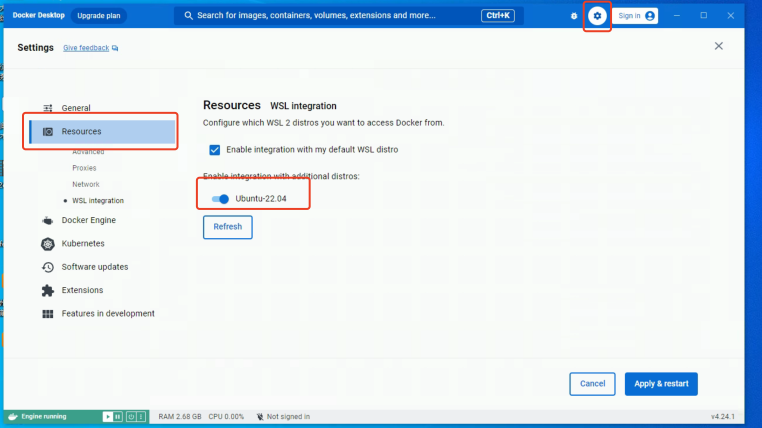 Docker Desktop Upgrade plan Search for images, containers, volumes, extensions and more... Ctrl+K Sign in
Settings Give feedback
General
Resources
Advanced
Proxies
Network
WSL integration
Docker Engine
Kubernetes
Software updates
Extensions
Features in development
Resources WSL integration
Configure which WSL 2 distros you want to access Docker from.
Enable integration with my default WSL distro
Enable integration with additional distros:
Ubuntu-22.04
Refresh
Cancel Apply & restart
Engine running RAM 2.68 GB CPU 0.00% Not signed in v4.24.1